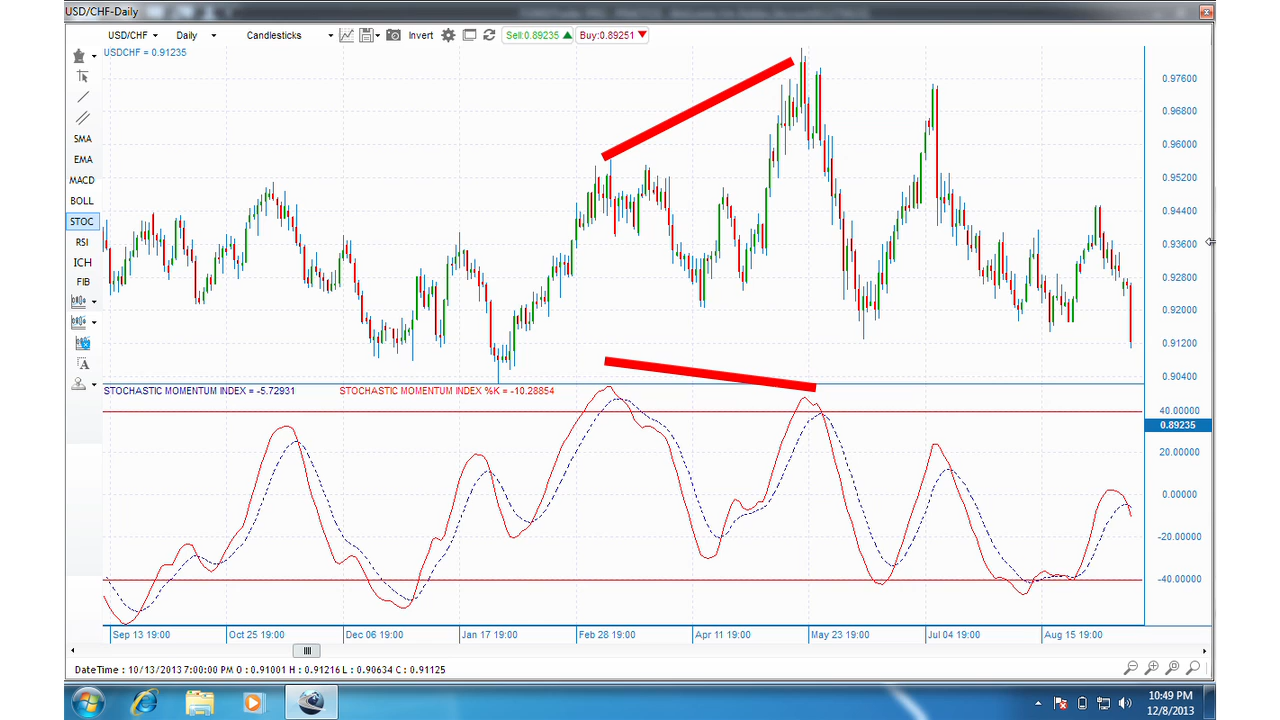 USD/CHF-Daily
USD/CHF Daily Candlesticks Invert Sell:0.89235 Buy:0.89251
USDCHF = 0.91235
SMA
EMA
MACD
BOLL
STOC
RSI
ICH
FIB
A
0.97600
0.96800
0.96000
0.95200
0.94400
0.93600
0.92800
0.92000
0.91200
0.90400
STOCHASTIC MOMENTUM INDEX = -5.72931 STOCHASTIC MOMENTUM INDEX %K = -10.28854
40.00000
0.89235
20.00000
0.00000
-20.00000
-40.00000
Sep 13 19:00 Oct 25 19:00 Dec 06 19:00 Jan 17 19:00 Feb 28 19:00 Apr 11 19:00 May 23 19:00 Jul 04 19:00 Aug 15 19:00
DateTime : 10/13/2013 7:00:00 PM O : 0.91001 H : 0.91216 L : 0.90634 C : 0.91125
10:49 PM
12/8/2013